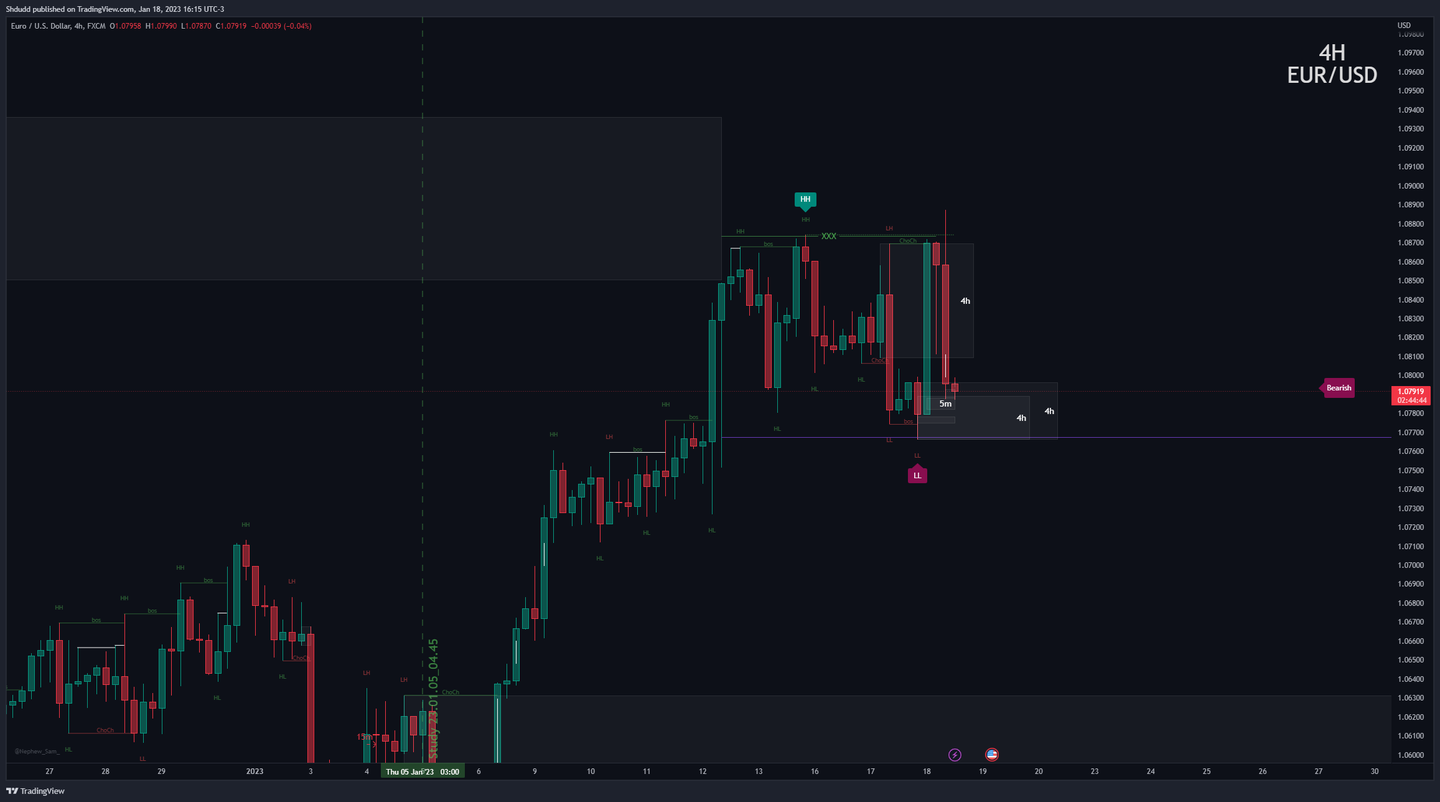 Shdudd published on TradingView.com, Jan 18, 2023 16:15 UTC-3
Euro / U.S. Dollar, 4h, FXCM O1.07958 H1.07990 L1.07870 C1.07919 −0.00039 (−0.04%)
USD
4H
EUR/USD
1.09800
1.09700
1.09600
1.09500
1.09400
1.09300
1.09200
1.09100
1.09000
1.08900
1.08800
1.08700
1.08600
1.08500
1.08400
1.08300
1.08200
1.08100
1.08000
1.07919
02:44:44
1.07800
1.07700
1.07600
1.07500
1.07400
1.07300
1.07200
1.07100
1.07000
1.06900
1.06800
1.06700
1.06600
1.06500
1.06400
1.06300
1.06200
1.06100
1.06000
HH
HH
HH
XXX
LH
bos
ChoCh
4h
Bearish
5m
4h
4h
ChoCh
HL
HL
HL
bos
LL
LL
LL
HH
bos
HH
LH
bos
HL
HL
HL
HH
HH
bos
LH
HH
bos
HH
bos
ChoCh
HL
HL
ChoCh
HL
LL
LH
LH
ChoCh
Study 23.01.05_04.45
15m
X
@Nephew_Sam_
27 28 29 2023 3 4 Thu 05 Jan '23 03:00 6 9 10 11 12 13 16 17 18 19 20 23 24 25 26 27 30
TradingView